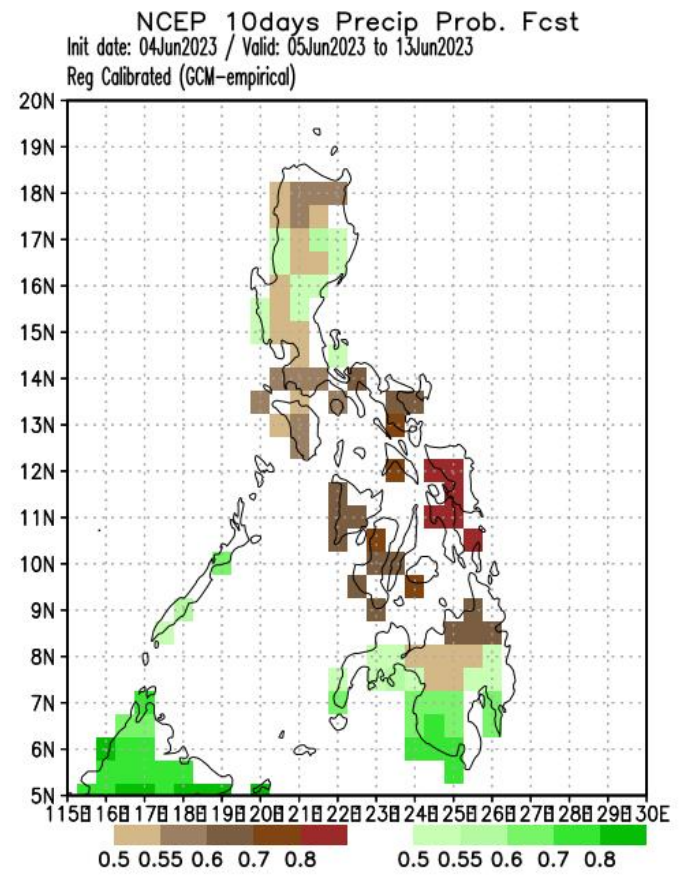 NCEP 10days Precip Prob. Fcst
Init date: 04Jun2023 / Valid: 05Jun2023 to 13Jun2023
Reg Calibrated (GCM-empirical)
20N
19N
18N
17N
16N
15N
14N
13N
12N
11N
10N
9N
8N
7N
6N
5N
115E 116E 117E 118E 119E 120E 121E 122E 123E 124E 125E 126E 127E 128E 129E 130E
0.5 0.55 0.6 0.7 0.8 0.5 0.55 0.6 0.7 0.8